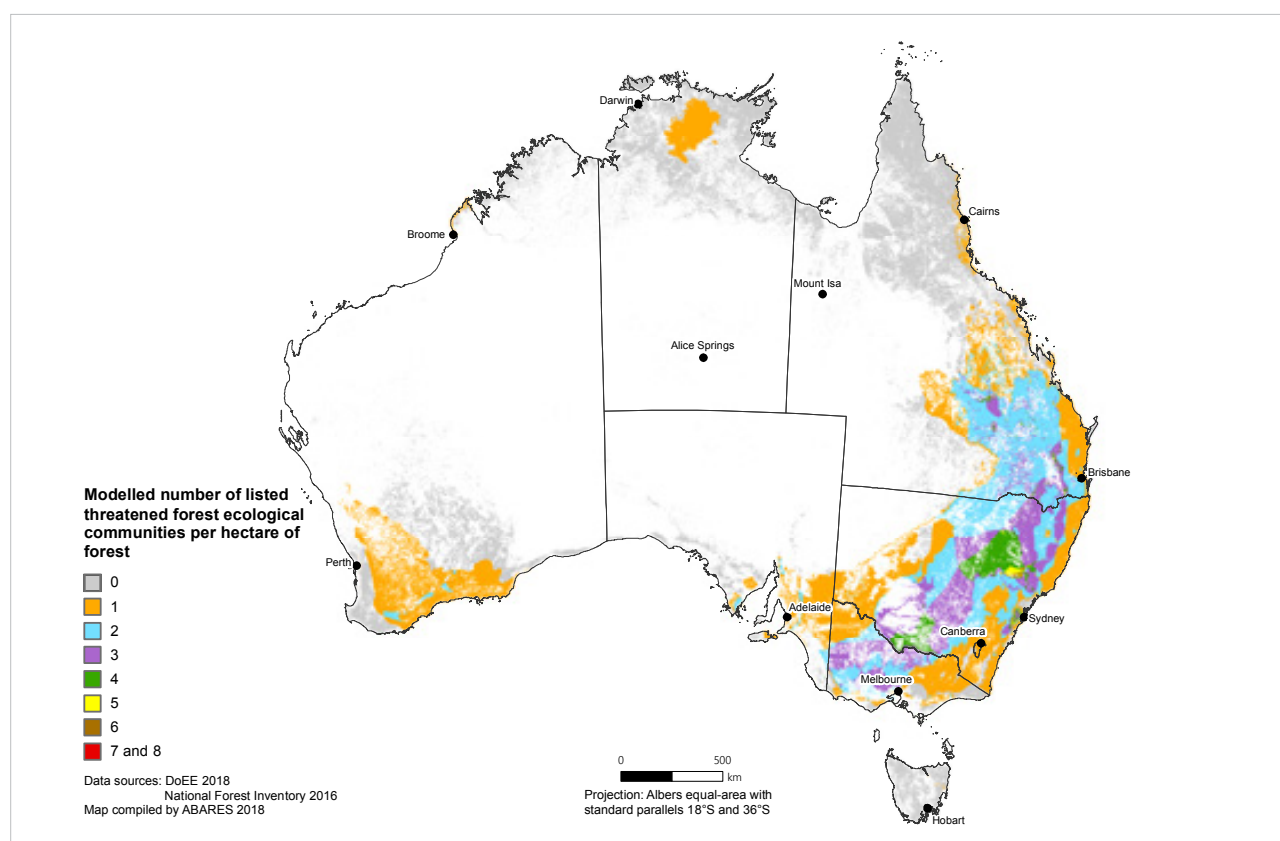 Darwin
Cairns
Broome
Mount Isa
Alice Springs
Brisbane
Modelled number of listed
threatened forest ecological
communities per hectare of
forest
Perth
0
1
Adelaide
2
Sydney
3
Canberra
4
Melbourne
5
6
7 and 8
Data sources: DoEE 2018
National Forest Inventory 2016
Map compiled by ABARES 2018
0 500
km
Projection: Albers equal-area with
standard parallels 18°S and 36°S
Hobart